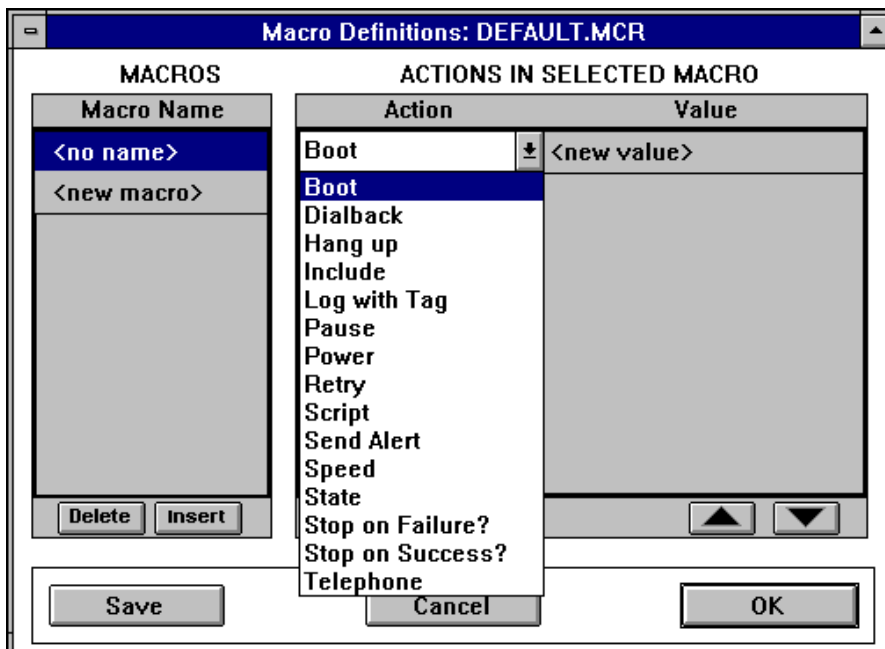 Macro Definitions: DEFAULT.MCR
MACROS
ACTIONS IN SELECTED MACRO
Macro Name
Action
Value
<no name>
<new macro>
Boot
<new value>
Boot
Dialback
Hang up
Include
Log with Tag
Pause
Power
Retry
Script
Send Alert
Speed
State
Stop on Failure?
Stop on Success?
Telephone
Delete
Insert
Save
Cancel
OK